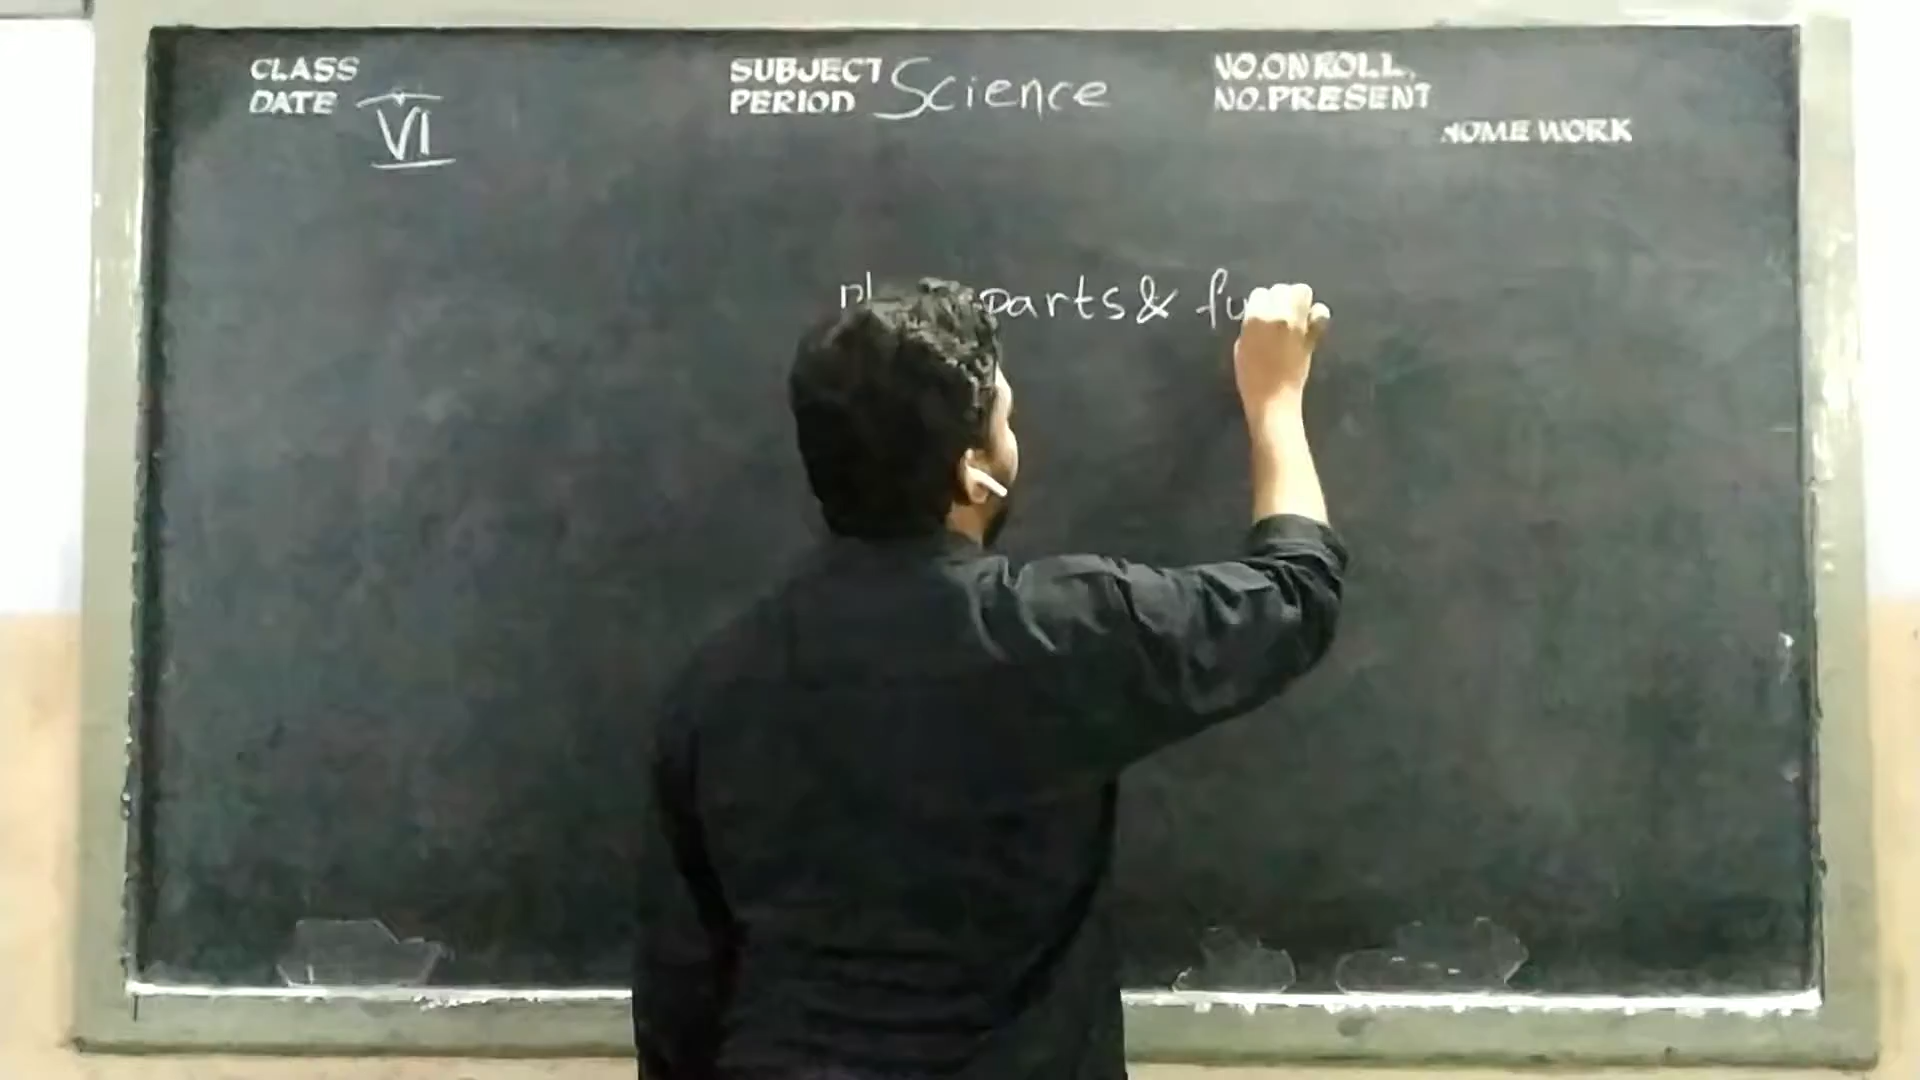 CLASS
DATE
VI
SUBJECT Science
PERIOD
NO.ON ROLL.
NO.PRESENT
HOME WORK
parts &